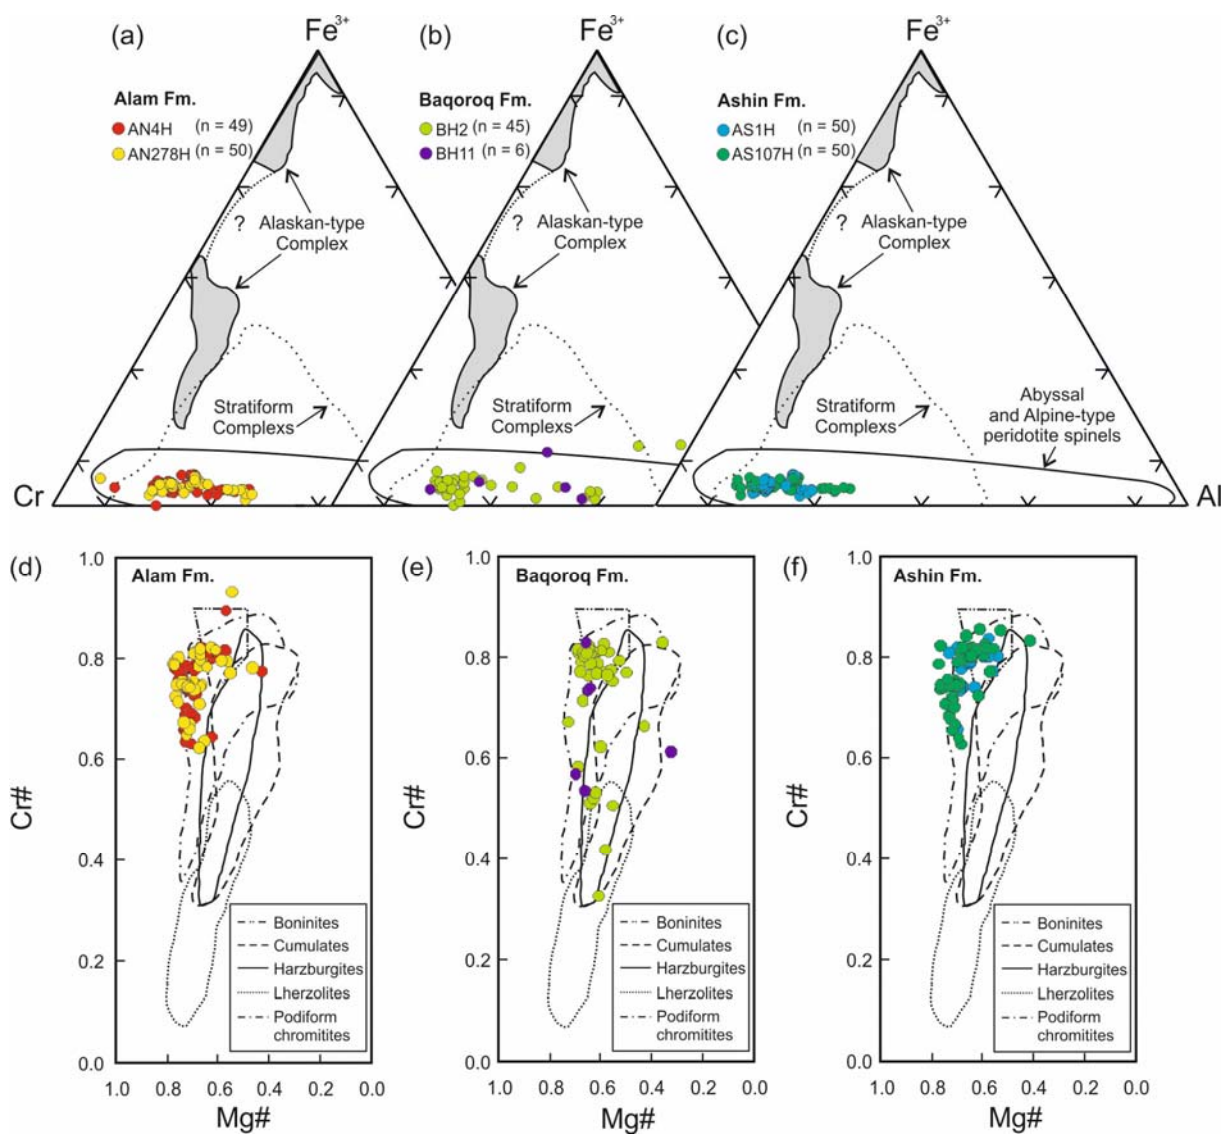 (a)
Fe3+
(b)
Fe3+
(c)
Fe3+
Alam Fm.
AN4H (n = 49)
AN278H (n = 50)
Baqoroq Fm.
BH2 (n = 45)
BH11 (n = 6)
Ashin Fm.
AS1H (n = 50)
AS107H (n = 50)
?
Alaskan-type
Complex
?
Alaskan-type
Complex
?
Alaskan-type
Complex
Stratiform
Complexs
Stratiform
Complexs
Stratiform
Complexs
Abyssal
and Alpine-type
peridotite spinels
Cr
Al
(d)
1.0
0.8
0.6
0.4
0.2
0.0
Cr#
Alam Fm.
Boninites
Cumulates
Harzburgites
Lherzolites
Podiform
chromitites
1.0 0.8 0.6 0.4 0.2 0.0
Mg#
(e)
1.0
0.8
0.6
0.4
0.2
0.0
Cr#
Baqoroq Fm.
Boninites
Cumulates
Harzburgites
Lherzolites
Podiform
chromitites
1.0 0.8 0.6 0.4 0.2 0.0
Mg#
(f)
1.0
0.8
0.6
0.4
0.2
0.0
Cr#
Ashin Fm.
Boninites
Cumulates
Harzburgites
Lherzolites
Podiform
chromitites
1.0 0.8 0.6 0.4 0.2 0.0
Mg#